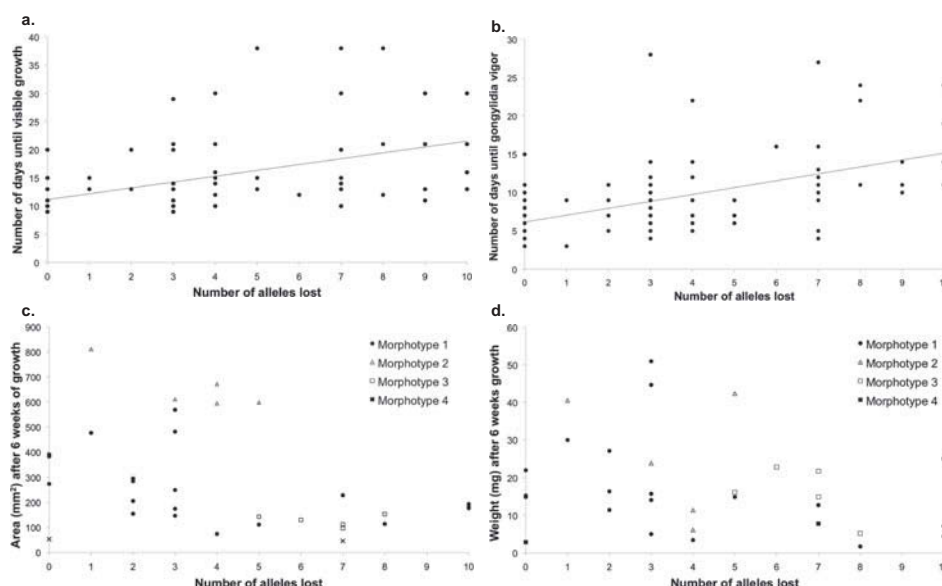 a.
Number of days until visible growth
40
35
30
25
20
15
10
5
0
0 1 2 3 4 5 6 7 8 9 10
Number of alleles lost
b.
Number of days until gongylidia vigor
30
25
20
15
10
5
0
0 1 2 3 4 5 6 7 8 9
Number of alleles lost
c.
Area (mm²) after 6 weeks of growth
900
800
700
600
500
400
300
200
100
0
0 1 2 3 4 5 6 7 8 9 10
Number of alleles lost
Morphotype 1
Morphotype 2
Morphotype 3
Morphotype 4
d.
Weight (mg) after 6 weeks growth
60
50
40
30
20
10
0
0 1 2 3 4 5 6 7 8 9
Number of alleles lost
Morphotype 1
Morphotype 2
Morphotype 3
Morphotype 4